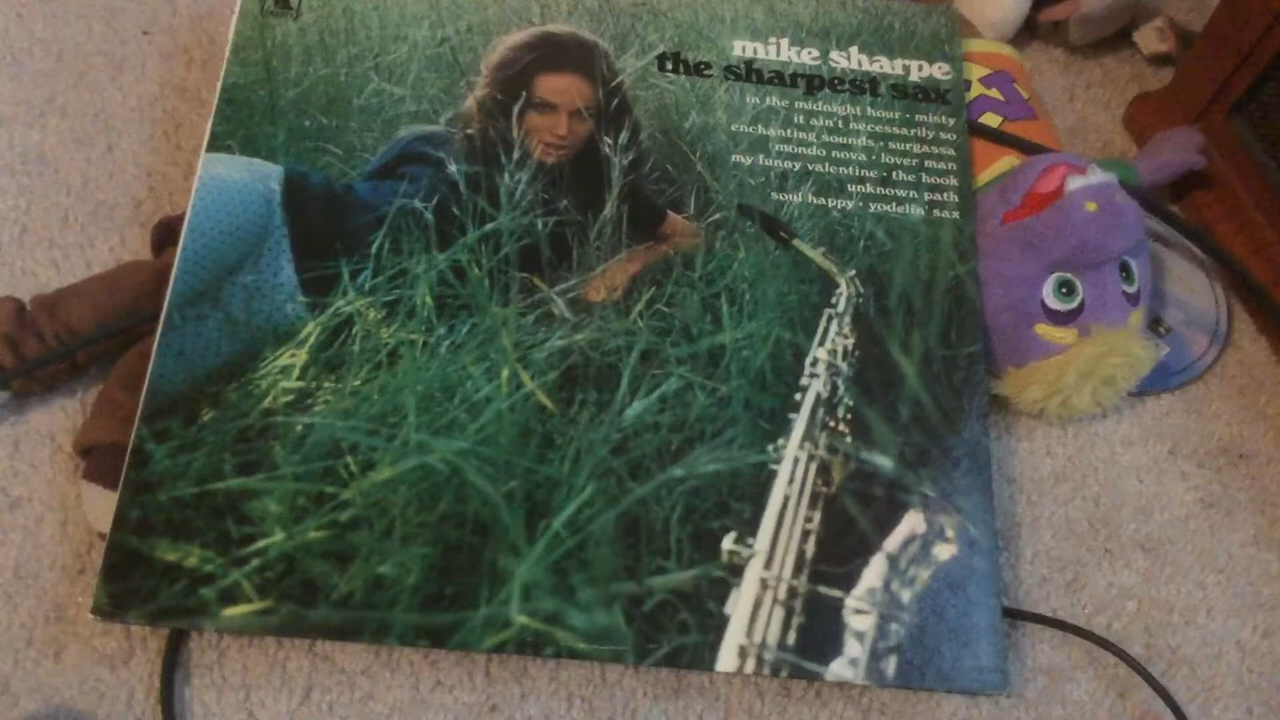 mike sharpe
the sharpest sax
in the midnight hour · misty
it ain't necessarily so
enchanting sounds · surgassa
mondo nova · lover man
my funny valentine · the hook
unknown path
soul happy · yodelin' sax